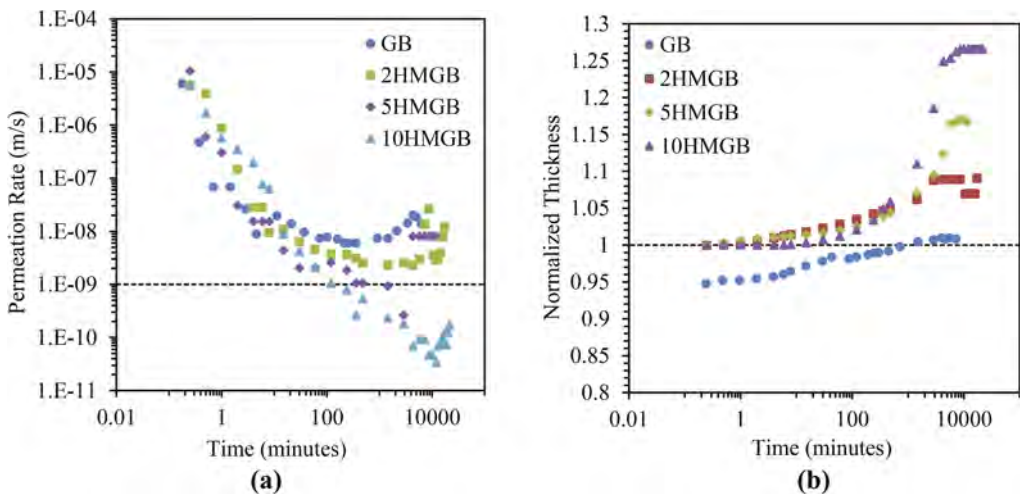 1.E-04
1.E-05
1.E-06
1.E-07
1.E-08
1.E-09
1.E-10
1.E-11
Permeation Rate (m/s)
GB
2HMGB
5HMGB
10HMGB
0.01 1 100 10000
Time (minutes)
(a)
1.3
1.25
1.2
1.15
1.1
1.05
1
0.95
0.9
0.85
0.8
Normalized Thickness
GB
2HMGB
5HMGB
10HMGB
0.01 1 100 10000
Time (minutes)
(b)